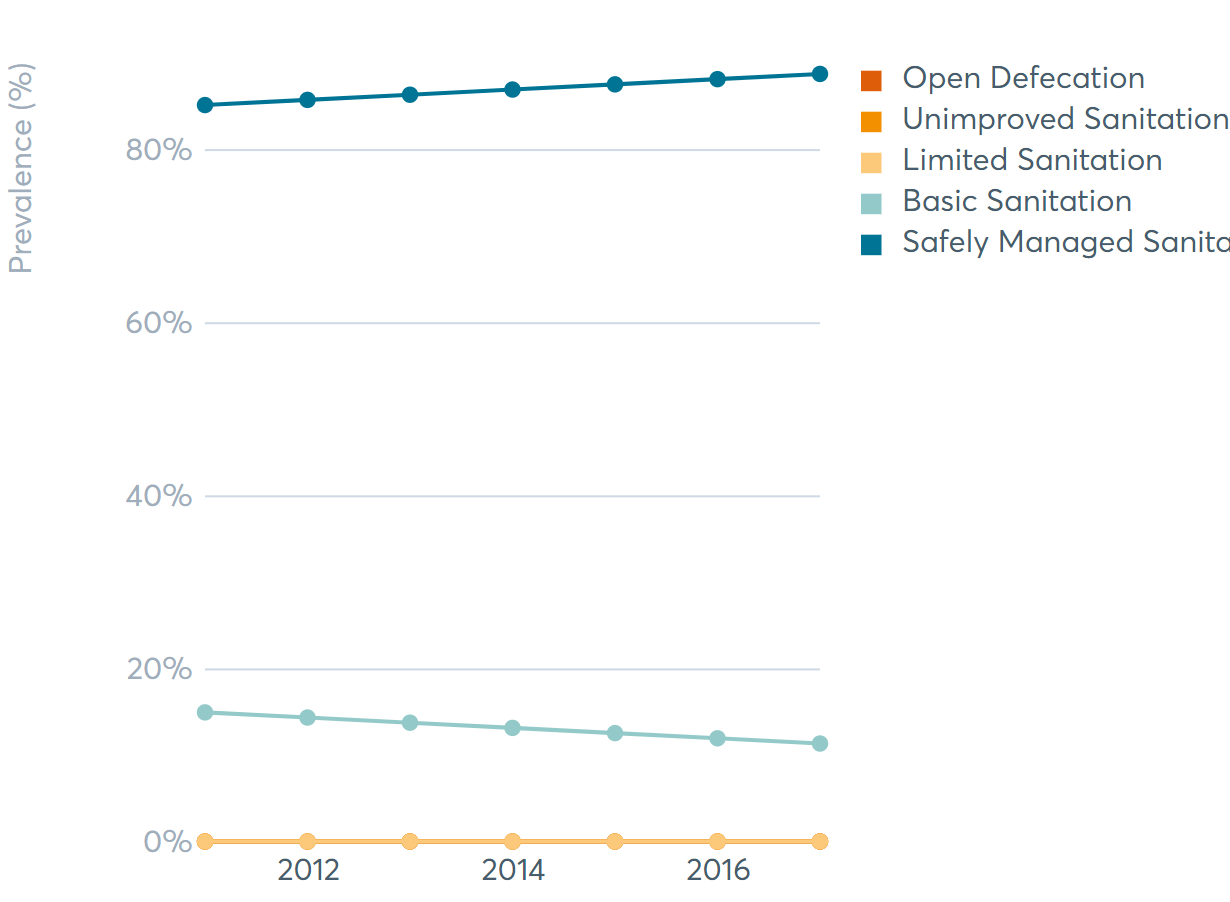 Prevalence (%)
80%
60%
40%
20%
0%
2012
2014
2016
Open Defecation
Unimproved Sanitation
Limited Sanitation
Basic Sanitation
Safely Managed Sanita